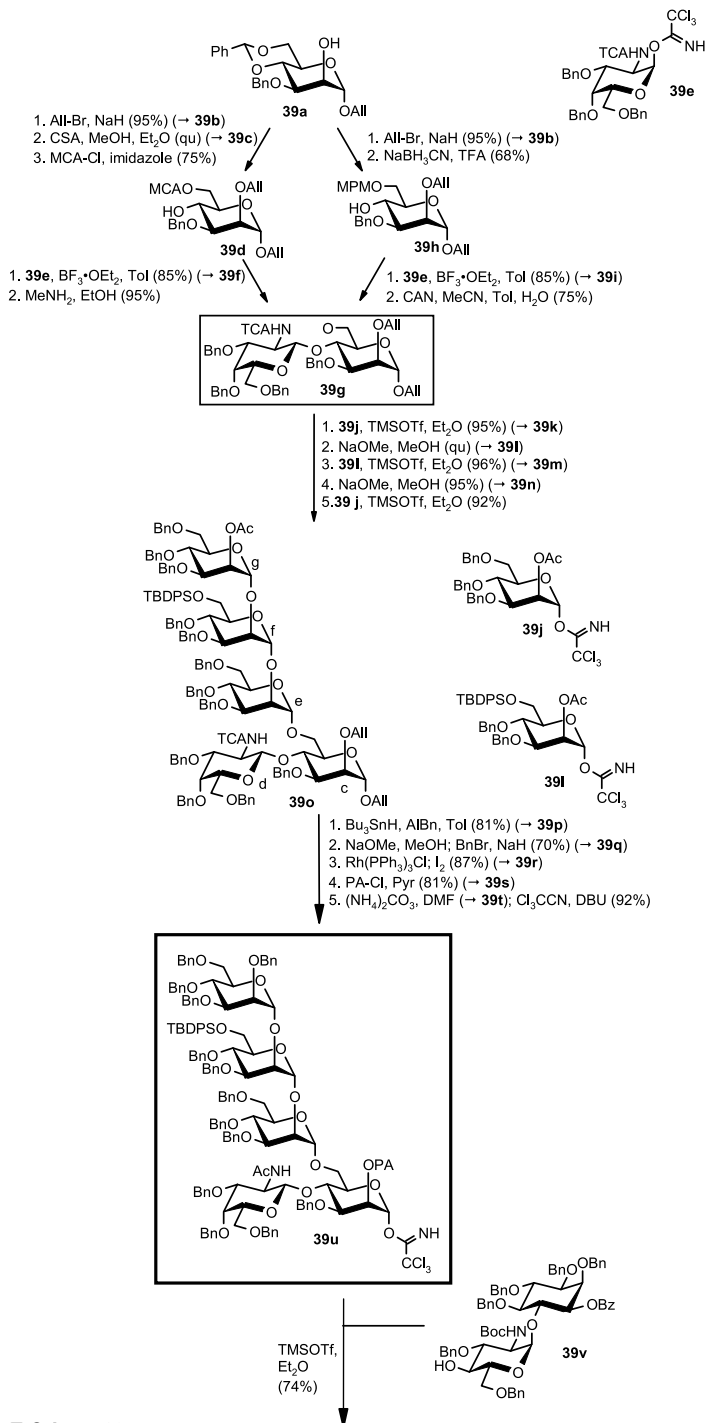 Ph O O OH
BnO O
OAll
39a
CCl3
O NH
TCAHN
BnO O
BnO OBn
39e
1. All-Br, NaH (95%) (→ 39b)
2. CSA, MeOH, Et2O (qu) (→ 39c)
3. MCA-Cl, imidazole (75%)
1. All-Br, NaH (95%) (→ 39b)
2. NaBH3CN, TFA (68%)
MCAO OAll
HO O
BnO
39d OAll
MPMO OAll
HO O
BnO
39h OAll
1. 39e, BF3•OEt2, Tol (85%) (→ 39f)
2. MeNH2, EtOH (95%)
1. 39e, BF3•OEt2, Tol (85%) (→ 39i)
2. CAN, MeCN, Tol, H2O (75%)
TCAHN O OAll
BnO O O
O BnO
BnO OBn 39g OAll
1. 39j, TMSOTf, Et2O (95%) (→ 39k)
2. NaOMe, MeOH (qu) (→ 39l)
3. 39l, TMSOTf, Et2O (96%) (→ 39m)
4. NaOMe, MeOH (95%) (→ 39n)
5.39 j, TMSOTf, Et2O (92%)
BnO OAc
BnO O
BnO g
O
TBDPSO
BnO O
BnO f
O
BnO
BnO O
BnO e
O OAll
TCAHN
BnO O O
O d BnO c
BnO OBn 39o OAll
BnO OAc
BnO O
BnO
O NH
39j
CCl3
TBDPSO OAc
BnO O
BnO
O NH
39l
CCl3
1. Bu3SnH, AIBn, Tol (81%) (→ 39p)
2. NaOMe, MeOH; BnBr, NaH (70%) (→ 39q)
3. Rh(PPh3)3Cl; I2 (87%) (→ 39r)
4. PA-Cl, Pyr (81%) (→ 39s)
5. (NH4)2CO3, DMF (→ 39t); Cl3CCN, DBU (92%)
BnO OBn
BnO O
BnO
O
TBDPSO
BnO O
BnO
O
BnO
BnO O
BnO
O OPA
AcNH
BnO O O
O BnO
BnO OBn O NH
39u
CCl3
TMSOTf,
Et2O
(74%)
BnO OBn
BnO
BnO OBz
O
BocHN
BnO
HO O
OBn
39v